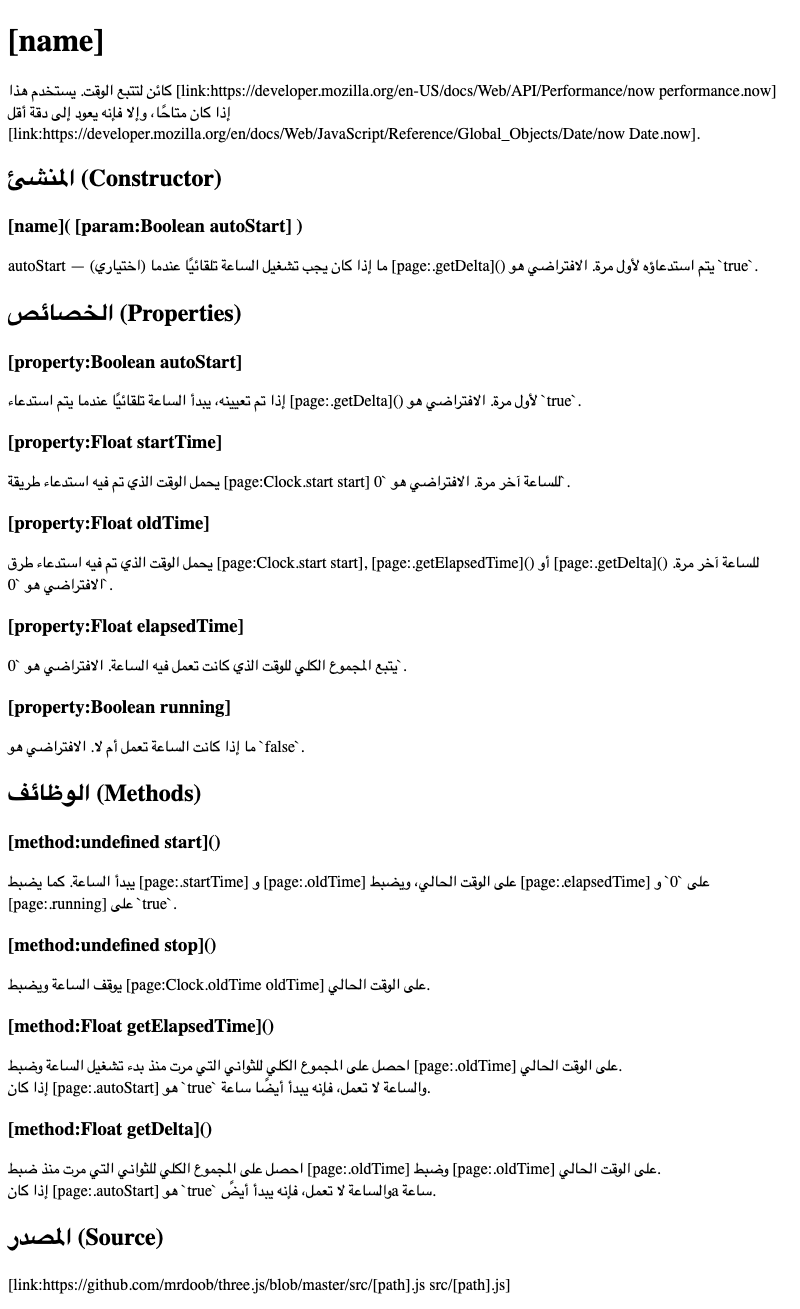 [name]
كائن لتتبع الوقت. يستخدم هذا [link:https://developer.mozilla.org/en-US/docs/Web/API/Performance/now performance.now]
إذا كان متاحًا، وإلا فإنه يعود إلى دقة أقل
[link:https://developer.mozilla.org/en/docs/Web/JavaScript/Reference/Global_Objects/Date/now Date.now].
المنشئ (Constructor)
[name]( [param:Boolean autoStart] )
autoStart — (اختياري) ما إذا كان يجب تشغيل الساعة تلقائيًا عندما [page:.getDelta]() يتم استدعاؤه لأول مرة. الافتراضي هو `true`.
الخصائص (Properties)
[property:Boolean autoStart]
إذا تم تعيينه، يبدأ الساعة تلقائيًا عندما يتم استدعاء [page:.getDelta]() لأول مرة. الافتراضي هو `true`.
[property:Float startTime]
يحمل الوقت الذي تم فيه استدعاء طريقة [page:Clock.start start] للساعة آخر مرة. الافتراضي هو `0`.
[property:Float oldTime]
يحمل الوقت الذي تم فيه استدعاء طرق [page:Clock.start start], [page:.getElapsedTime]() أو [page:.getDelta]() للساعة آخر مرة.
الافتراضي هو `0`.
[property:Float elapsedTime]
يتبع المجموع الكلي للوقت الذي كانت تعمل فيه الساعة. الافتراضي هو `0`.
[property:Boolean running]
ما إذا كانت الساعة تعمل أم لا. الافتراضي هو `false`.
الوظائف (Methods)
[method:undefined start]()
يبدأ الساعة. كما يضبط [page:.startTime] و [page:.oldTime] على الوقت الحالي، ويضبط [page:.elapsedTime] على `0` و
[page:.running] على `true`.
[method:undefined stop]()
يوقف الساعة ويضبط [page:Clock.oldTime oldTime] على الوقت الحالي.
[method:Float getElapsedTime]()
احصل على المجموع الكلي للثواني التي مرت منذ بدء تشغيل الساعة وضبط [page:.oldTime] على الوقت الحالي.
إذا كان [page:.autoStart] هو `true` والساعة لا تعمل، فإنه يبدأ أيضًا ساعة.
[method:Float getDelta]()
احصل على المجموع الكلي للثواني التي مرت منذ ضبط [page:.oldTime] وضبط [page:.oldTime] على الوقت الحالي.
إذا كان [page:.autoStart] هو `true` والساعة لا تعمل، فإنه يبدأ أيضًa ساعة.
المصدر (Source)
[link:https://github.com/mrdoob/three.js/blob/master/src/[path].js src/[path].js]